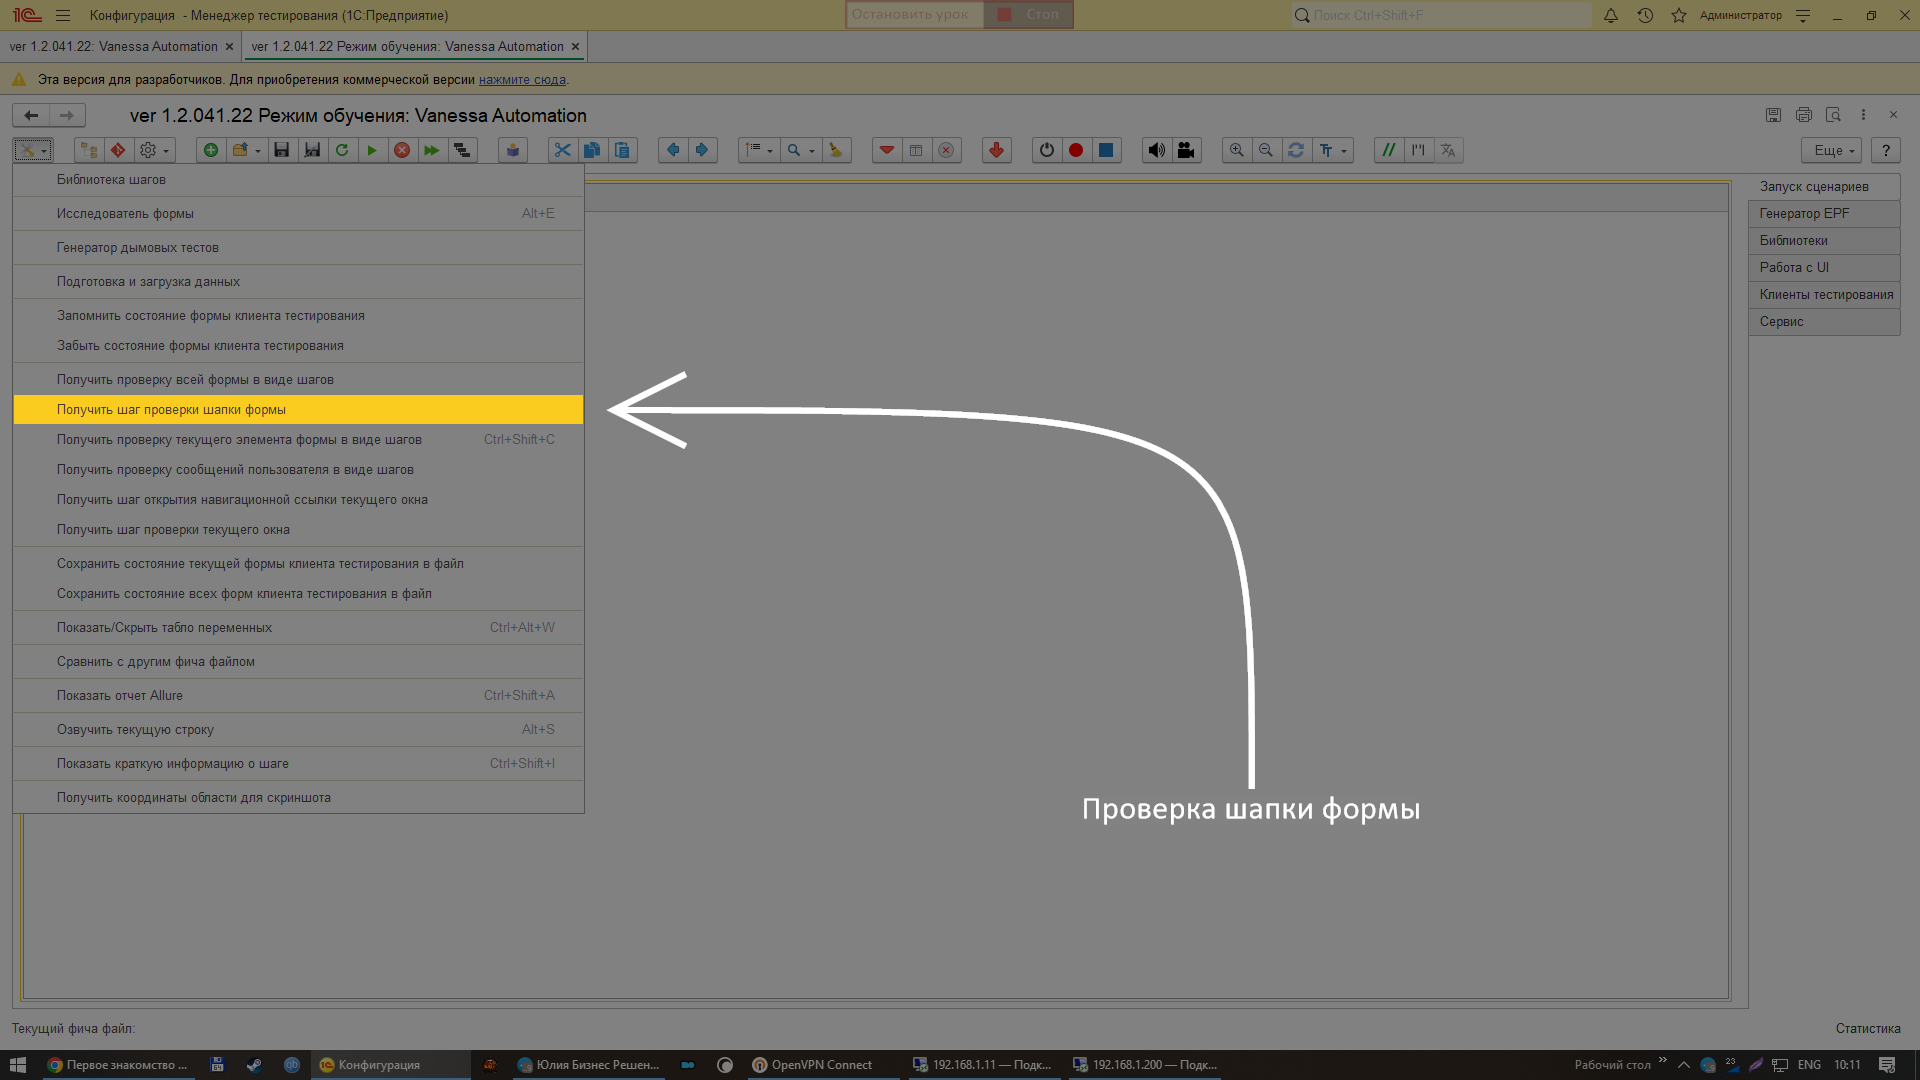 Конфигурация - Менеджер тестирования (1С:Предприятие)
Остановить урок
Стоп
Поиск Ctrl+Shift+F
Администратор
ver 1.2.041.22: Vanessa Automation
ver 1.2.041.22 Режим обучения: Vanessa Automation
Эта версия для разработчиков. Для приобретения коммерческой версии нажмите сюда.
ver 1.2.041.22 Режим обучения: Vanessa Automation
Еще
?
Библиотека шагов
Исследователь формы Alt+E
Генератор дымовых тестов
Подготовка и загрузка данных
Запомнить состояние формы клиента тестирования
Забыть состояние формы клиента тестирования
Получить проверку всей формы в виде шагов
Получить шаг проверки шапки формы
Получить проверку текущего элемента формы в виде шагов Ctrl+Shift+C
Получить проверку сообщений пользователя в виде шагов
Получить шаг открытия навигационной ссылки текущего окна
Получить шаг проверки текущего окна
Сохранить состояние текущей формы клиента тестирования в файл
Сохранить состояние всех форм клиента тестирования в файл
Показать/Скрыть табло переменных Ctrl+Alt+W
Сравнить с другим фича файлом
Показать отчет Allure Ctrl+Shift+A
Озвучить текущую строку Alt+S
Показать краткую информацию о шаге Ctrl+Shift+I
Получить координаты области для скриншота
Запуск сценариев
Генератор EPF
Библиотеки
Работа с UI
Клиенты тестирования
Сервис
Проверка шапки формы
Текущий фича файл:
Статистика
Первое знакомство ...
Конфигурация
Юлия Бизнес Решен...
OpenVPN Connect
192.168.1.11 — Подк...
192.168.1.200 — Подк...
Рабочий стол
23
ENG
10:11